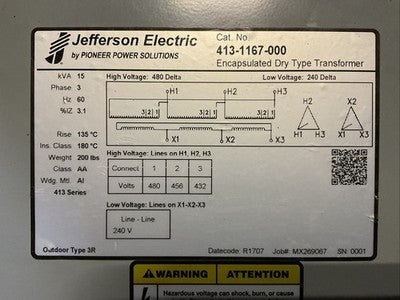 Jefferson Electric
by PIONEER POWER SOLUTIONS
Cat. No.
413-1167-000
Encapsulated Dry Type Transformer
kVA 15
Phase 3
Hz 60
%IZ 3.1
Rise 135 °C
Ins. Class 180 °C
Weight 200 lbs
Class AA
Wdg. Mtl. Al
413 Series
High Voltage: 480 Delta
Low Voltage: 240 Delta
H1 H2 H3
3 2 1 3 2 1 3 2 1
X1 X2 X3
H2
H1 H3
X2
X1 X3
High Voltage: Lines on H1, H2, H3
Connect 1 2 3
Volts 480 456 432
Low Voltage: Lines on X1-X2-X3
Line - Line
240 V
Outdoor Type 3R
Datecode: R1707 Job#: MX269067 SN: 0001
WARNING ATTENTION
Hazardous voltage can shock, burn, or